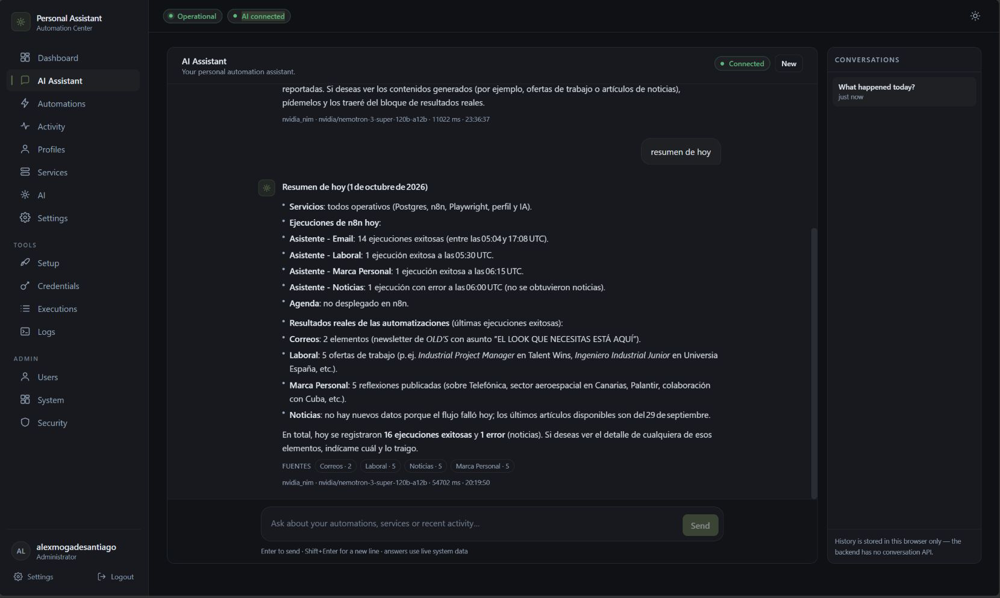 Personal Assistant
Automation Center
Dashboard
AI Assistant
Automations
Activity
Profiles
Services
AI
Settings
TOOLS
Setup
Credentials
Executions
Logs
ADMIN
Users
System
Security
AL
alexmogadesantiago
Administrator
Settings
Logout
Operational
AI connected
AI Assistant
Your personal automation assistant.
Connected
New
reportadas. Si deseas ver los contenidos generados (por ejemplo, ofertas de trabajo o artículos de noticias),
pídemelos y los traeré del bloque de resultados reales.
nvidia_nim · nvidia/nemotron-3-super-120b-a12b · 11022 ms · 23:36:37
resumen de hoy
Resumen de hoy (1 de octubre de 2026)
• Servicios: todos operativos (Postgres, n8n, Playwright, perfil y IA).
• Ejecuciones de n8n hoy:
• Asistente - Email: 14 ejecuciones exitosas (entre las 05:04 y 17:08 UTC).
• Asistente - Laboral: 1 ejecución exitosa a las 05:30 UTC.
• Asistente - Marca Personal: 1 ejecución exitosa a las 06:15 UTC.
• Asistente - Noticias: 1 ejecución con error a las 06:00 UTC (no se obtuvieron noticias).
• Agenda: no desplegado en n8n.
• Resultados reales de las automatizaciones (últimas ejecuciones exitosas):
• Correos: 2 elementos (newsletter de OLD'S con asunto "EL LOOK QUE NECESITAS ESTÁ AQUÍ").
• Laboral: 5 ofertas de trabajo (p. ej. Industrial Project Manager en Talent Wins, Ingeniero Industrial Junior en Universia
España, etc.).
• Marca Personal: 5 reflexiones publicadas (sobre Telefónica, sector aeroespacial en Canarias, Palantir, colaboración
con Cuba, etc.).
• Noticias: no hay nuevos datos porque el flujo falló hoy; los últimos artículos disponibles son del 29 de septiembre.
En total, hoy se registraron 16 ejecuciones exitosas y 1 error (noticias). Si deseas ver el detalle de cualquiera de esos
elementos, indícame cuál y lo traigo.
FUENTES Correos · 2 Laboral · 5 Noticias · 5 Marca Personal · 5
nvidia_nim · nvidia/nemotron-3-super-120b-a12b · 54702 ms · 20:19:50
Ask about your automations, services or recent activity...
Send
Enter to send · Shift+Enter for a new line · answers use live system data
CONVERSATIONS
What happened today?
just now
History is stored in this browser only — the
backend has no conversation API.